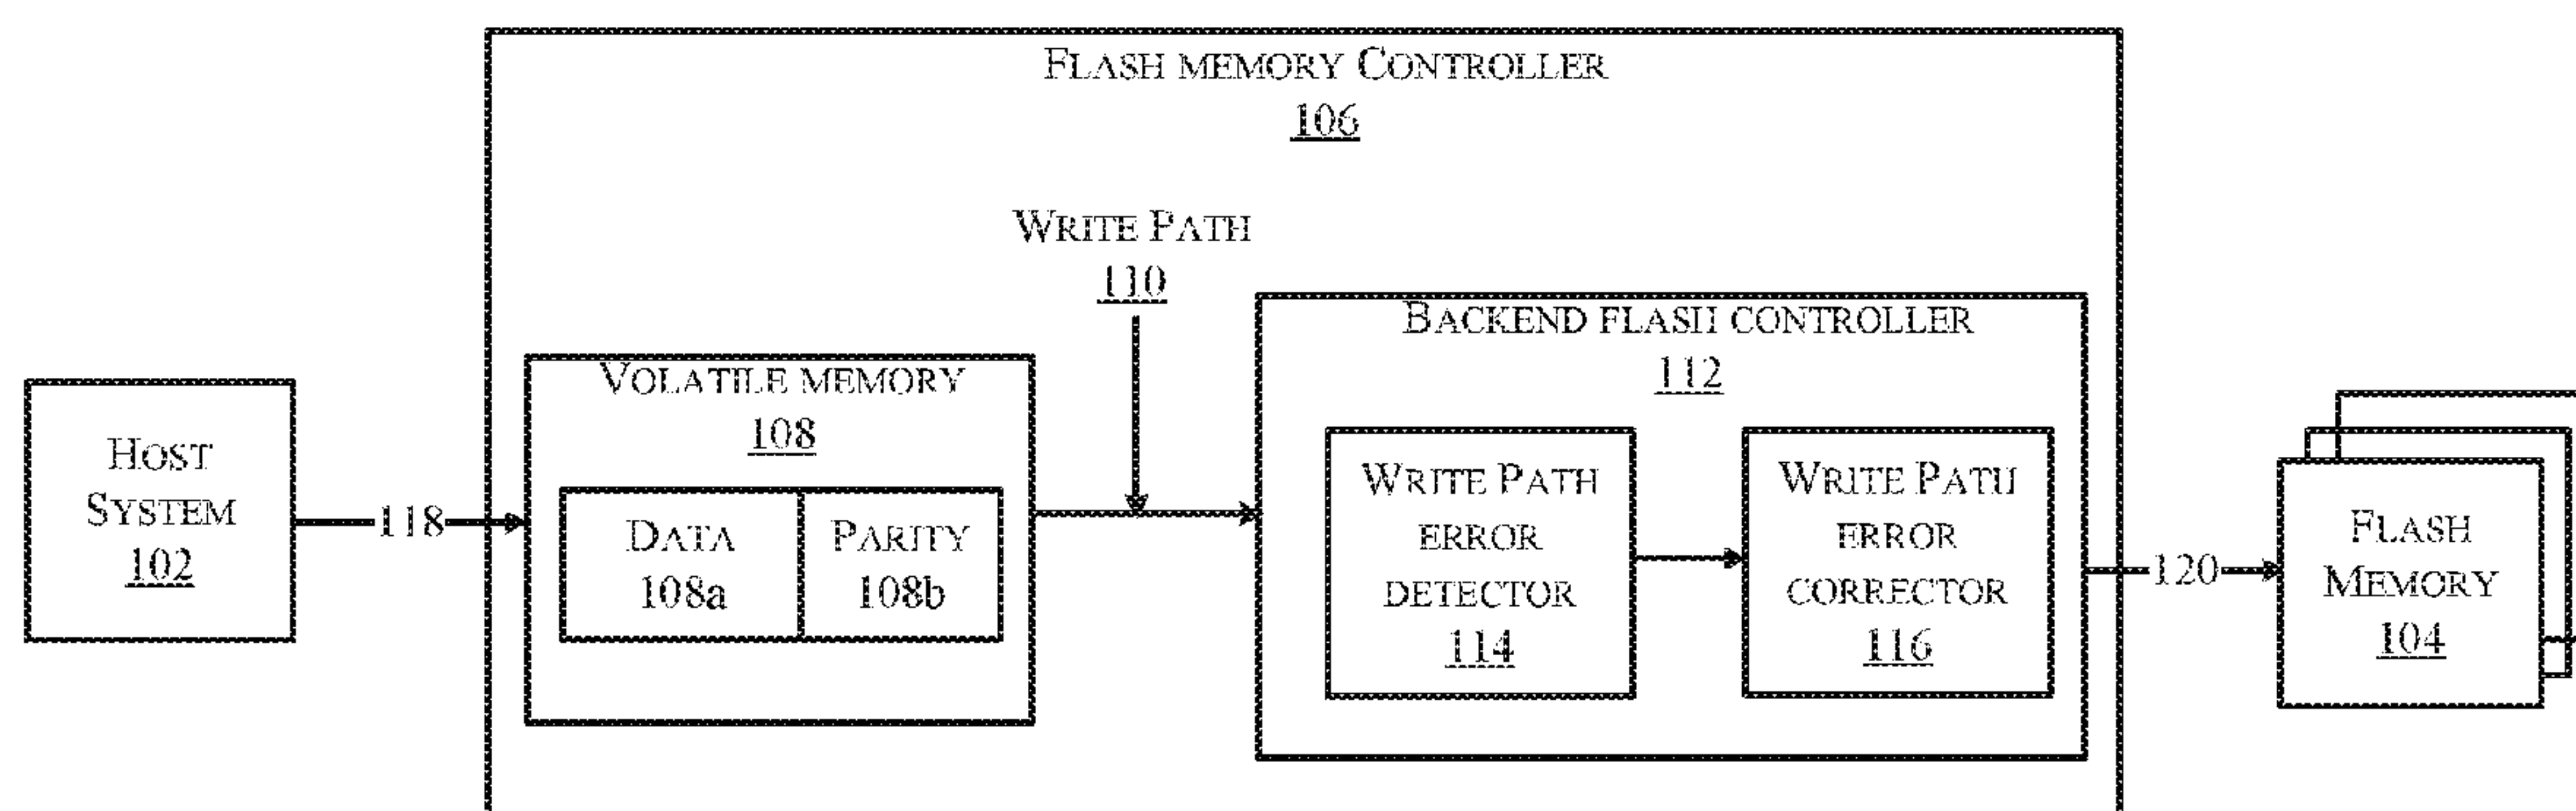 FLASH MEMORY CONTROLLER
106
WRITE PATH
110
BACKEND FLASH CONTROLLER
112
VOLATILE MEMORY
108
HOST
SYSTEM
102
118
DATA
108a
PARITY
108b
WRITE PATH
ERROR
DETECTOR
114
WRITE PATH
ERROR
CORRECTOR
116
120
FLASH
MEMORY
104